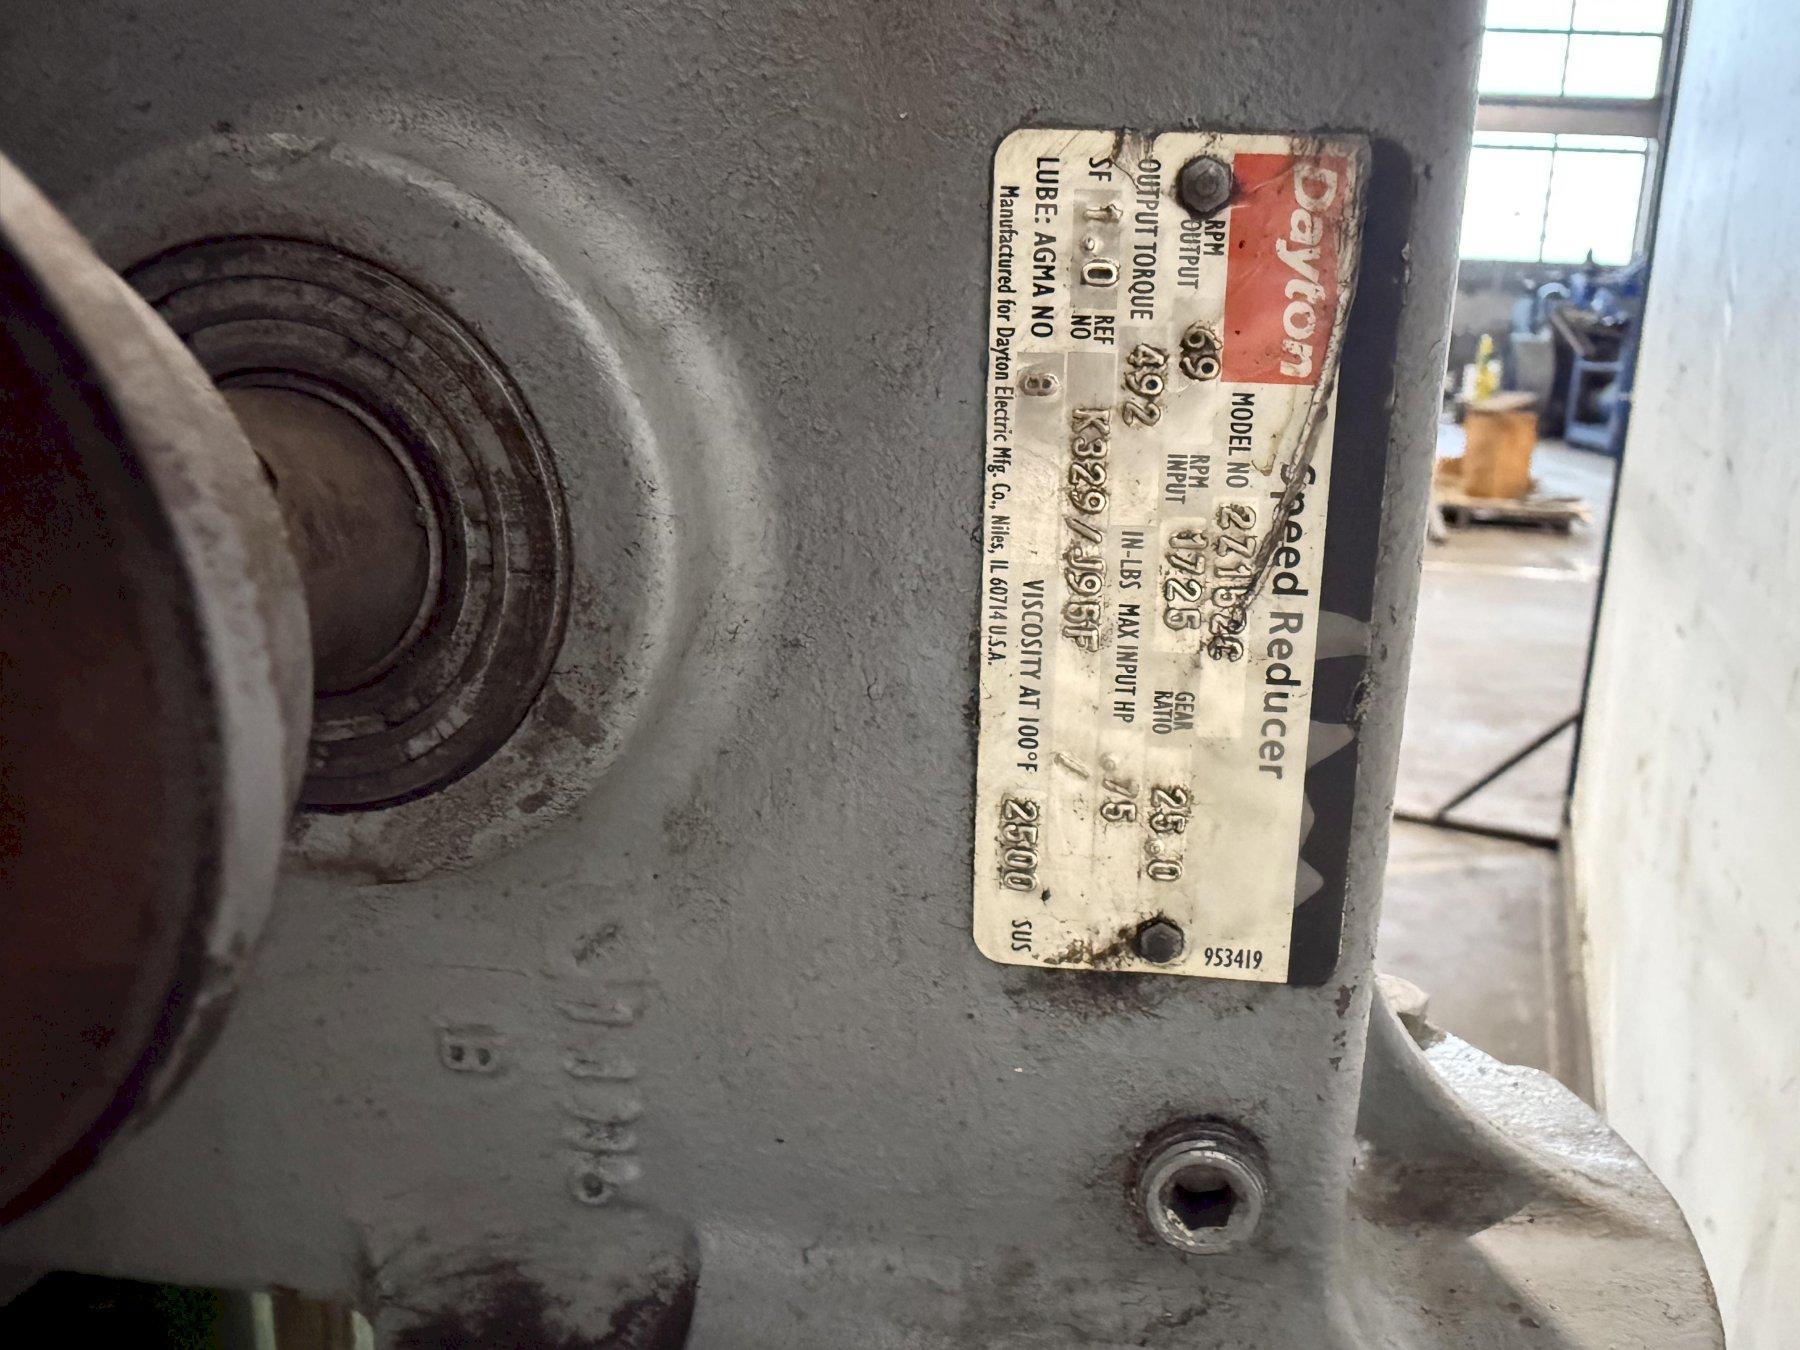 Dayton
Speed Reducer
MODEL NO
RPM OUTPUT 69 RPM INPUT 1725 GEAR RATIO 25.0
OUTPUT TORQUE 492 IN-LBS MAX INPUT HP .75
SF 1.0 REF NO K329/J95F /
LUBE: AGMA NO 8 VISCOSITY AT 100°F 2500 SUS
Manufactured for Dayton Electric Mfg. Co., Niles, IL 60714 U.S.A.
953419